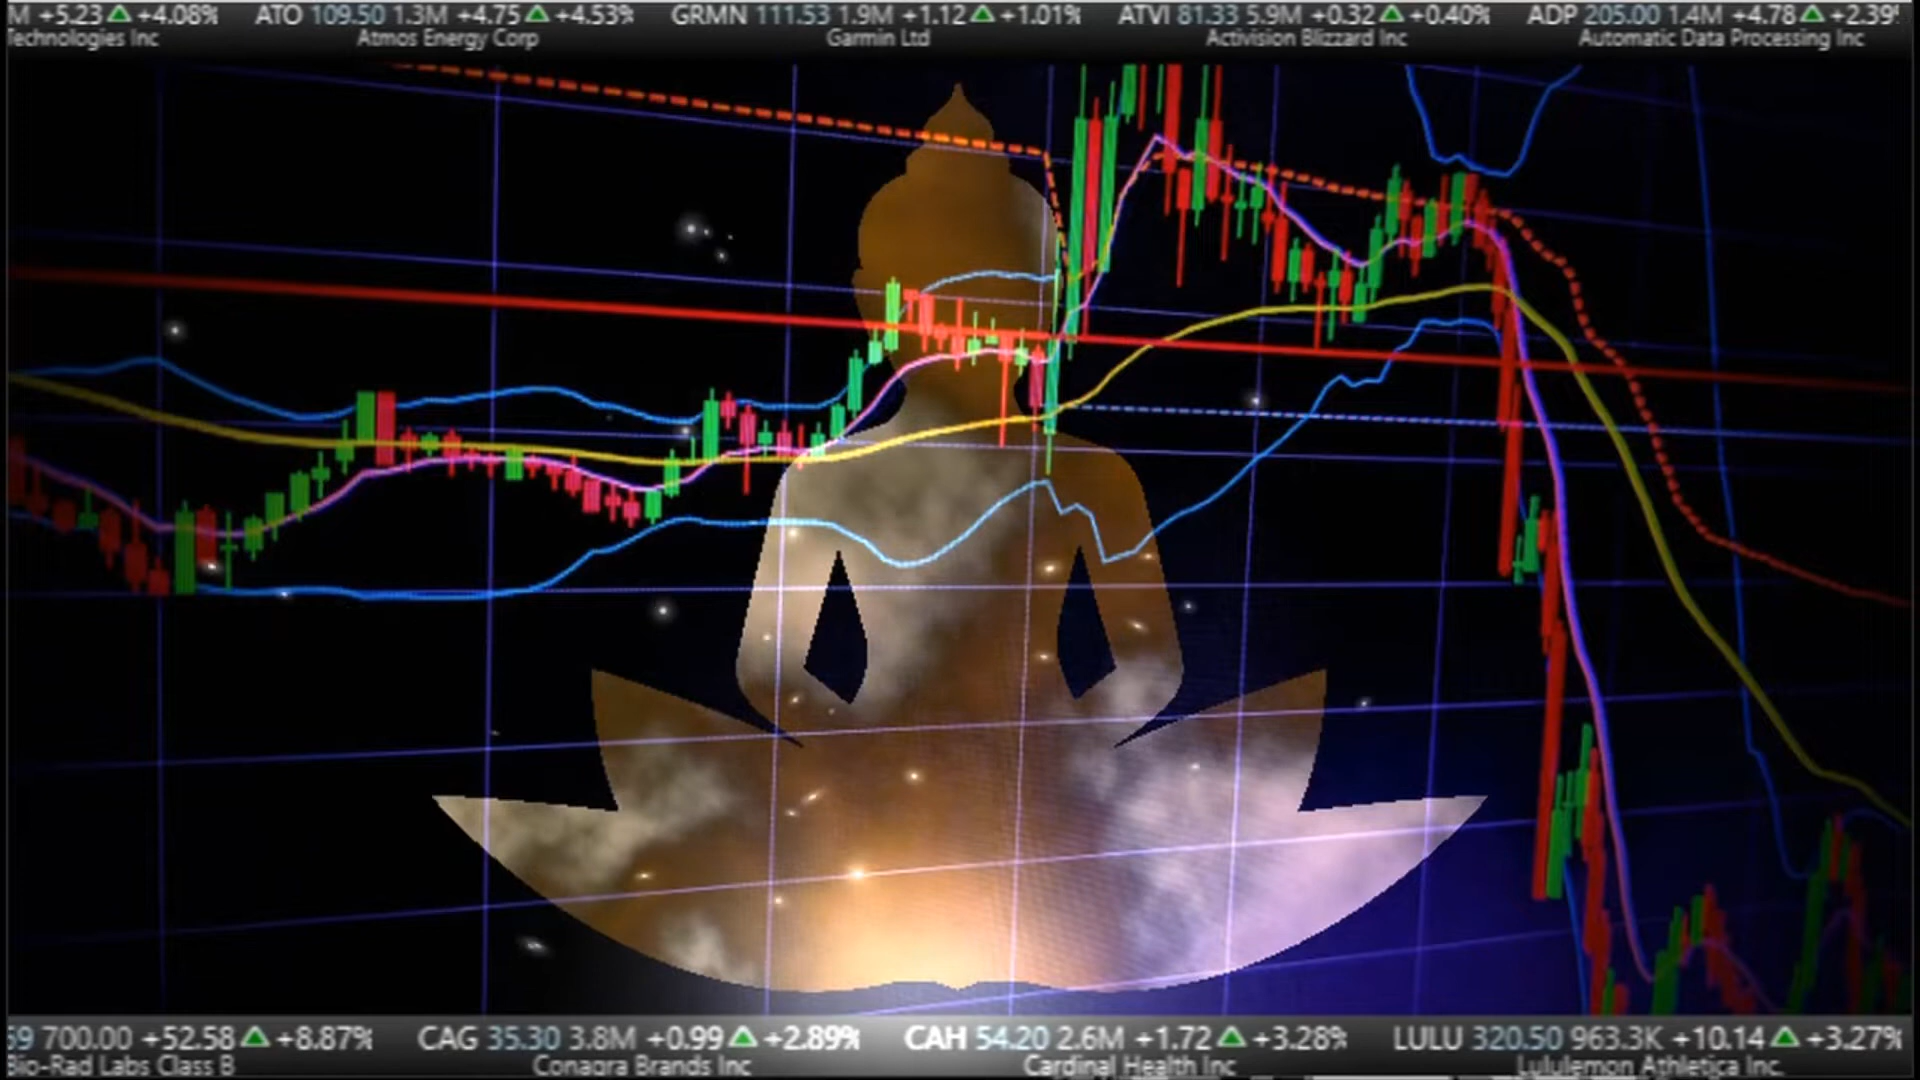 M +5.23 ▲ +4.08% ATO 109.50 1.3M +4.75 ▲ +4.53% GRMN 111.53 1.9M +1.12 ▲ +1.01% ATVI 81.33 5.9M +0.32 ▲ +0.40% ADP 205.00 1.4M +4.78 ▲ +2.39%
Technologies Inc Atmos Energy Corp Garmin Ltd Activision Blizzard Inc Automatic Data Processing Inc
59 700.00 +52.58 ▲ +8.87% CAG 35.30 3.8M +0.99 ▲ +2.89% CAH 54.20 2.6M +1.72 ▲ +3.28% LULU 320.50 963.3K +10.14 ▲ +3.27%
Bio-Rad Labs Class B Conagra Brands Inc Cardinal Health Inc Lululemon Athletica Inc.